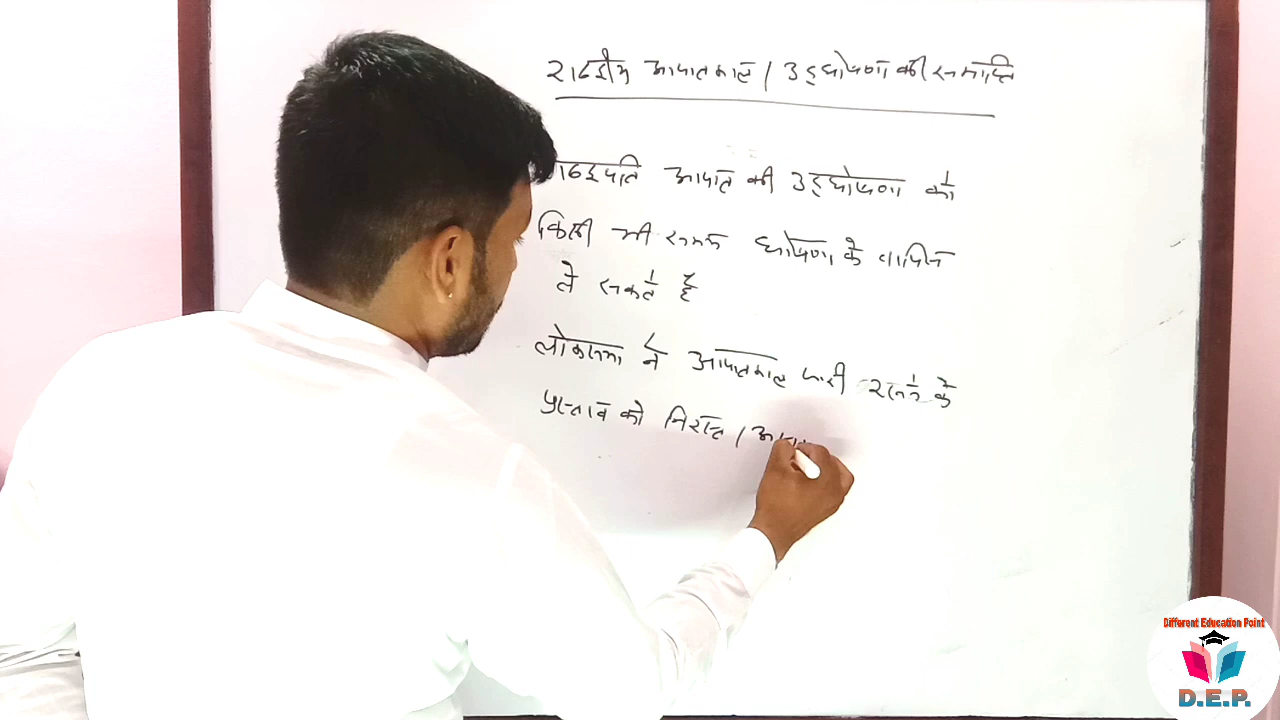 राष्ट्रीय आपातकाल / उद्घोषणा की समाप्ति
राष्ट्रपति आपात की उद्घोषणा को
किसी भी समय घोषणा के वापिस
ले सकते है
लोकसभा ने आपातकाल जारी रखने के
प्रस्ताव को निरस्त /
Different Education Point
D.E.P.